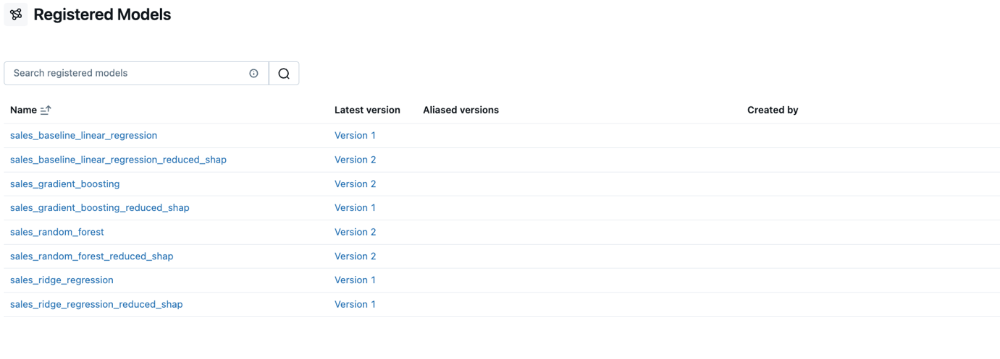 Registered Models
Search registered models
Name Latest version Aliased versions Created by
sales_baseline_linear_regression Version 1
sales_baseline_linear_regression_reduced_shap Version 2
sales_gradient_boosting Version 2
sales_gradient_boosting_reduced_shap Version 1
sales_random_forest Version 2
sales_random_forest_reduced_shap Version 2
sales_ridge_regression Version 1
sales_ridge_regression_reduced_shap Version 1